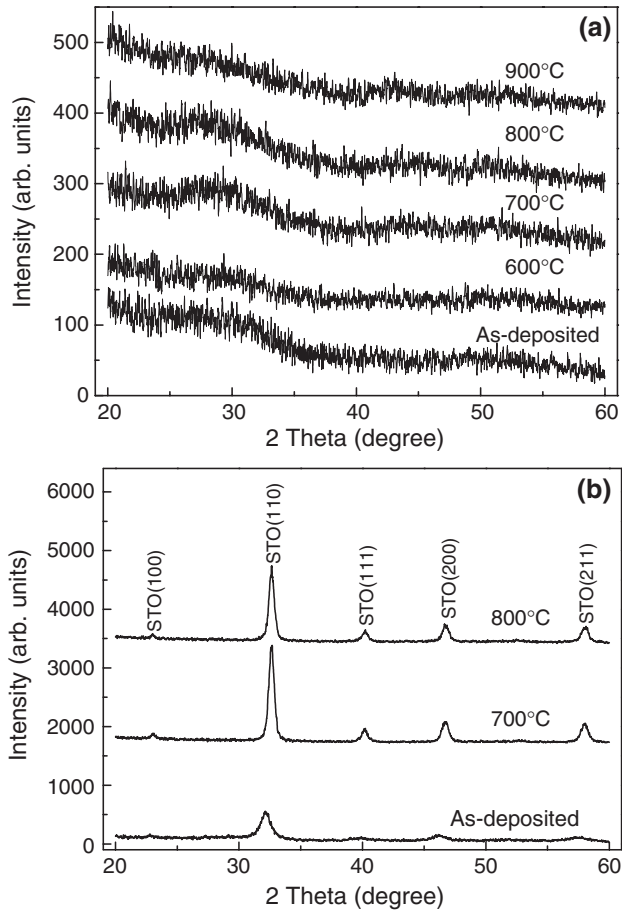 (a)
500
400
300
200
100
0
Intensity (arb. units)
900°C
800°C
700°C
600°C
As-deposited
20 30 40 50 60
2 Theta (degree)
(b)
6000
5000
4000
3000
2000
1000
0
Intensity (arb. units)
STO(100)
STO(110)
STO(111)
STO(200)
STO(211)
800°C
700°C
As-deposited
20 30 40 50 60
2 Theta (degree)